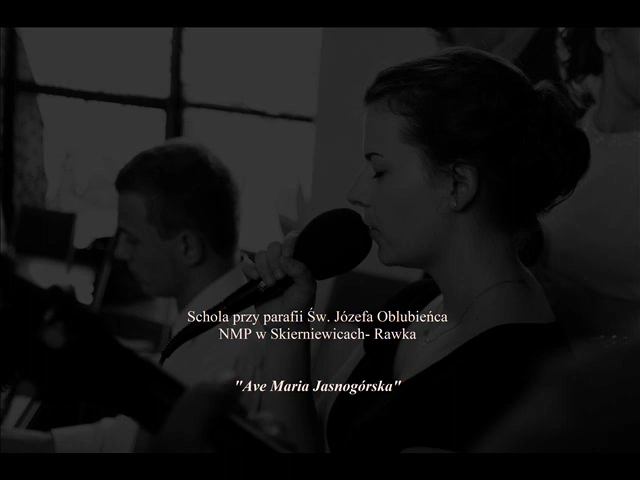 Schola przy parafii Św. Józefa Oblubieńca
NMP w Skierniewicach- Rawka
"Ave Maria Jasnogórska"